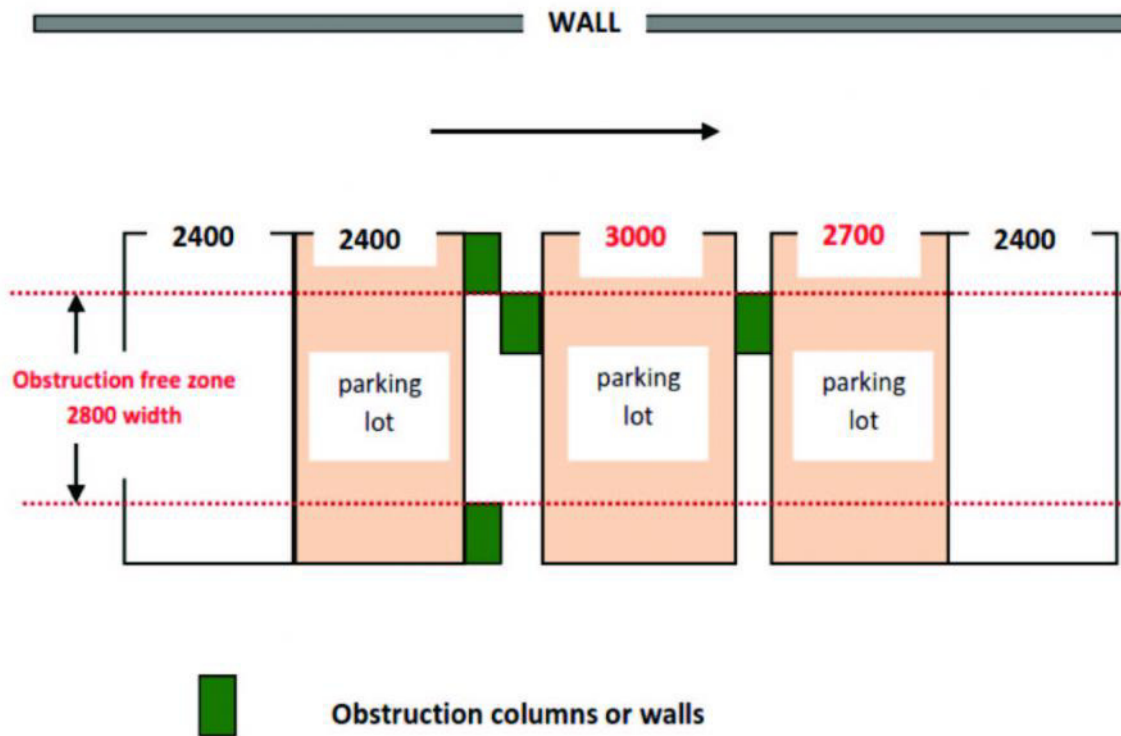 WALL
2400 2400 3000 2700 2400
Obstruction free zone
2800 width
parking
lot
parking
lot
parking
lot
Obstruction columns or walls